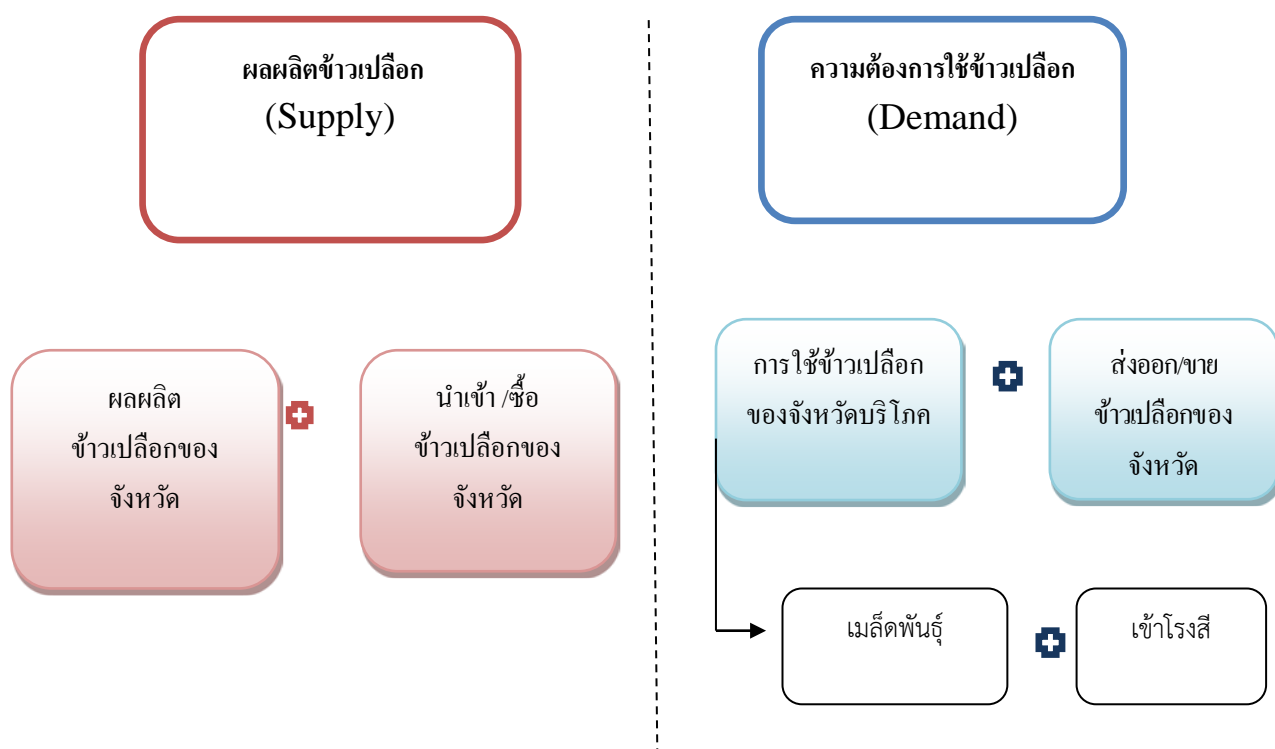 ผลผลิตข้าวเปลือก
(Supply)
ความต้องการใช้ข้าวเปลือก
(Demand)
ผลผลิต
ข้าวเปลือกของ
จังหวัด
นำเข้า /ซื้อ
ข้าวเปลือกของ
จังหวัด
การใช้ข้าวเปลือก
ของจังหวัดบริโภค
ส่งออก/ขาย
ข้าวเปลือกของ
จังหวัด
เมล็ดพันธุ์
เข้าโรงสี